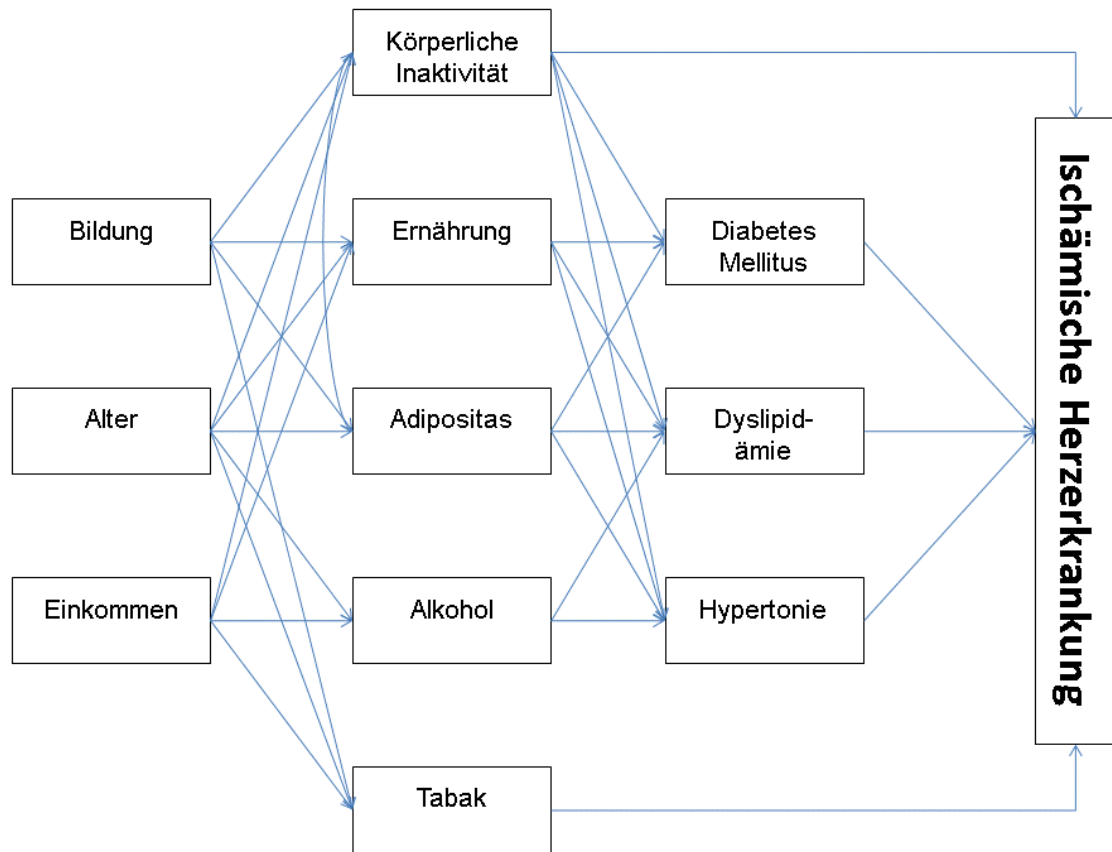 Körperliche
Inaktivität
Bildung
Ernährung
Diabetes
Mellitus
Alter
Adipositas
Dyslipid-
ämie
Einkommen
Alkohol
Hypertonie
Tabak
Ischämische Herzerkrankung